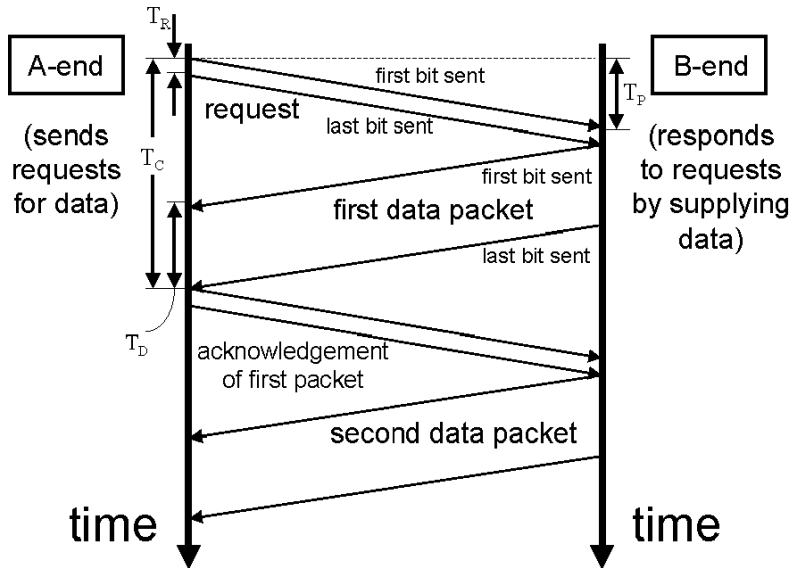 T_R
A-end
B-end
first bit sent
T_P
request
(sends
requests
for data)
T_C
last bit sent
(responds
to requests
by supplying
data)
first bit sent
first data packet
last bit sent
T_D
acknowledgement
of first packet
second data packet
time
time